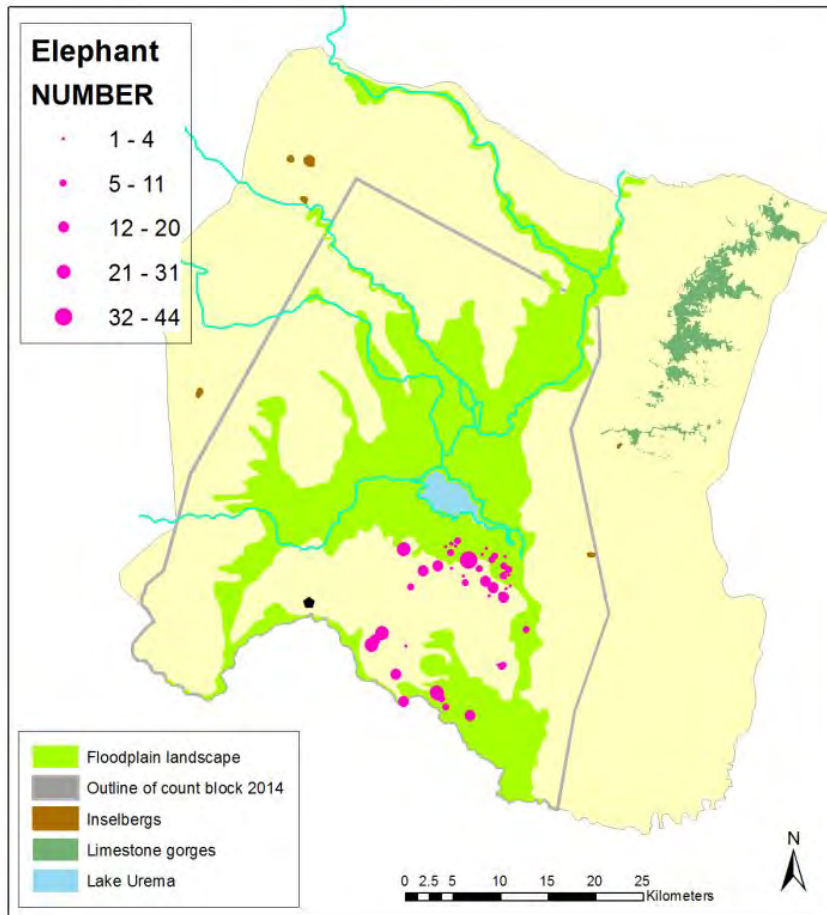 Elephant
NUMBER
1 - 4
5 - 11
12 - 20
21 - 31
32 - 44
Floodplain landscape
Outline of count block 2014
Inselbergs
Limestone gorges
Lake Urema
N
0 2.5 5 10 15 20 25
Kilometers